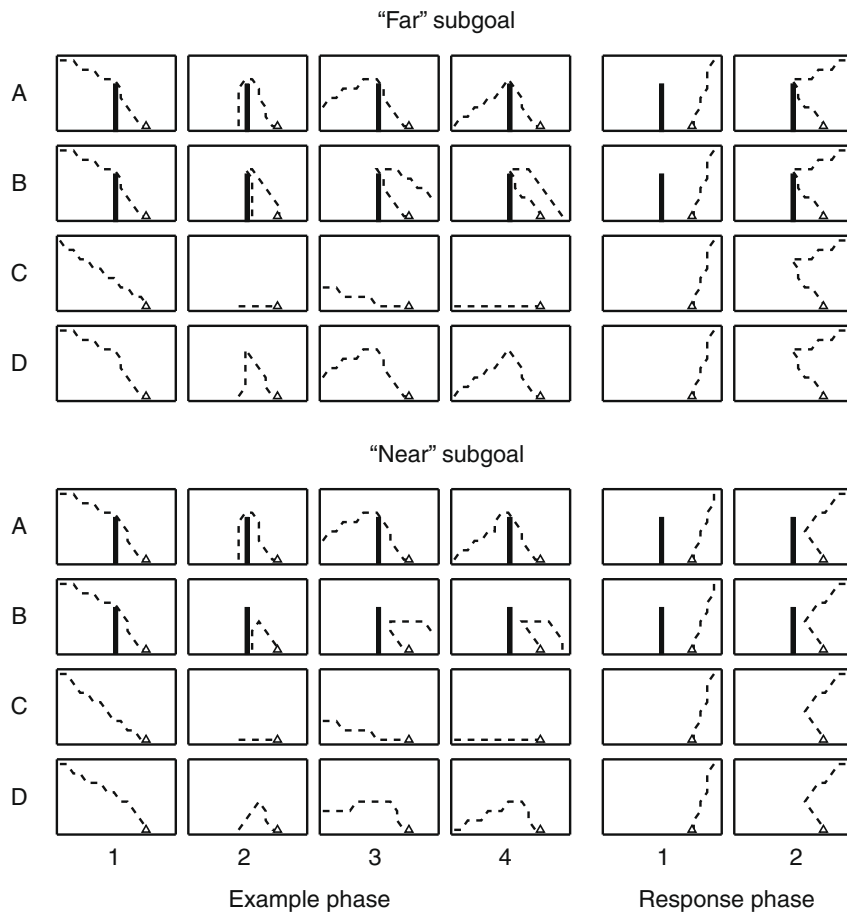 “Far” subgoal
A
B
C
D
“Near” subgoal
A
B
C
D
1 2 3 4 1 2
Example phase Response phase